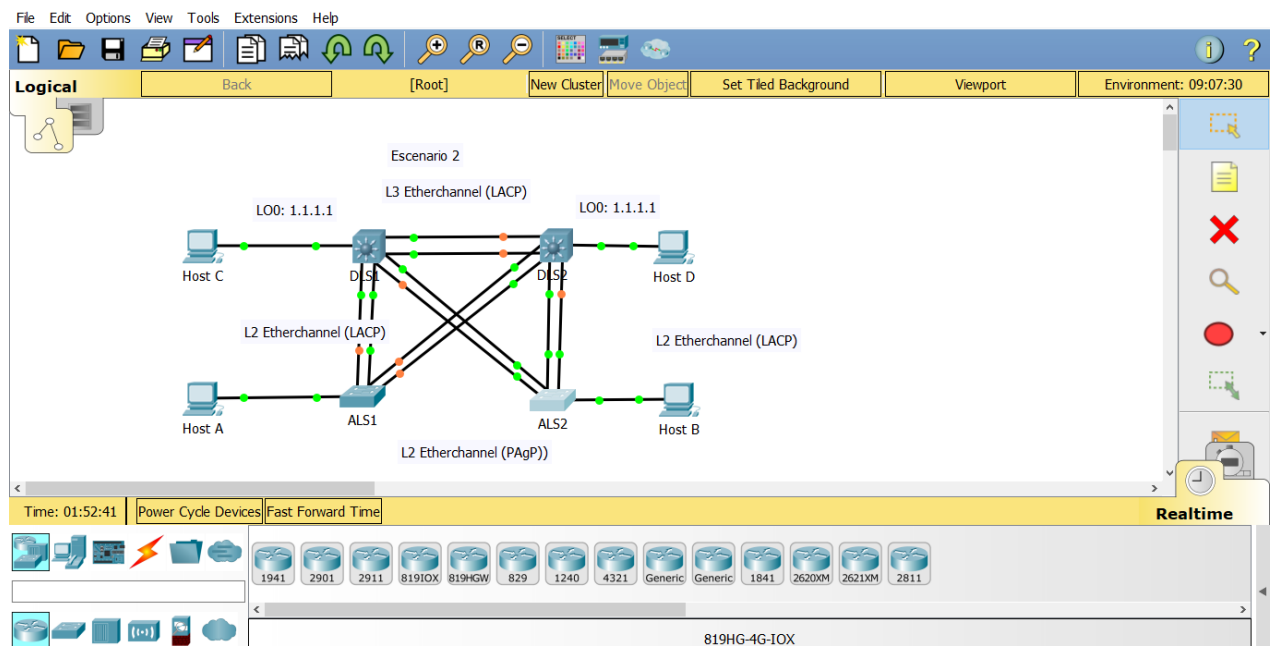 File Edit Options View Tools Extensions Help
Logical Back [Root] New Cluster Move Object Set Tiled Background Viewport Environment: 09:07:30
Escenario 2
L3 Etherchannel (LACP)
LO0: 1.1.1.1 LO0: 1.1.1.1
Host C DLS1 DLS2 Host D
L2 Etherchannel (LACP) L2 Etherchannel (LACP)
Host A ALS1 ALS2 Host B
L2 Etherchannel (PAgP))
Time: 01:52:41 Power Cycle Devices Fast Forward Time Realtime
1941 2901 2911 819IOX 819HGW 829 1240 4321 Generic Generic 1841 2620XM 2621XM 2811
819HG-4G-IOX